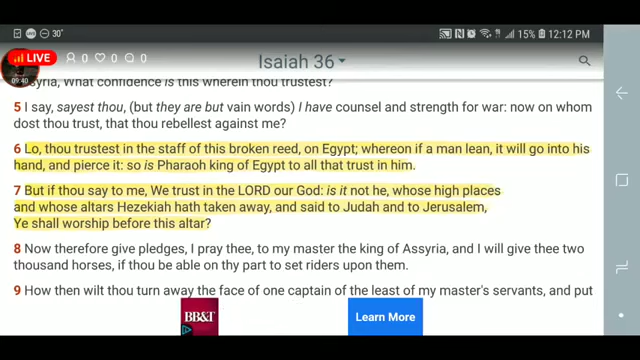 30° N 15% 12:12 PM
LIVE 0 0 0
Isaiah 36
09:40
Assyria, What confidence is this wherein thou trustest?
5 I say, sayest thou, (but they are but vain words) I have counsel and strength for war: now on whom
dost thou trust, that thou rebellest against me?
6 Lo, thou trustest in the staff of this broken reed, on Egypt; whereon if a man lean, it will go into his
hand, and pierce it: so is Pharaoh king of Egypt to all that trust in him.
7 But if thou say to me, We trust in the LORD our God: is it not he, whose high places
and whose altars Hezekiah hath taken away, and said to Judah and to Jerusalem,
Ye shall worship before this altar?
8 Now therefore give pledges, I pray thee, to my master the king of Assyria, and I will give thee two
thousand horses, if thou be able on thy part to set riders upon them.
9 How then wilt thou turn away the face of one captain of the least of my master's servants, and put
BB&T
Learn More